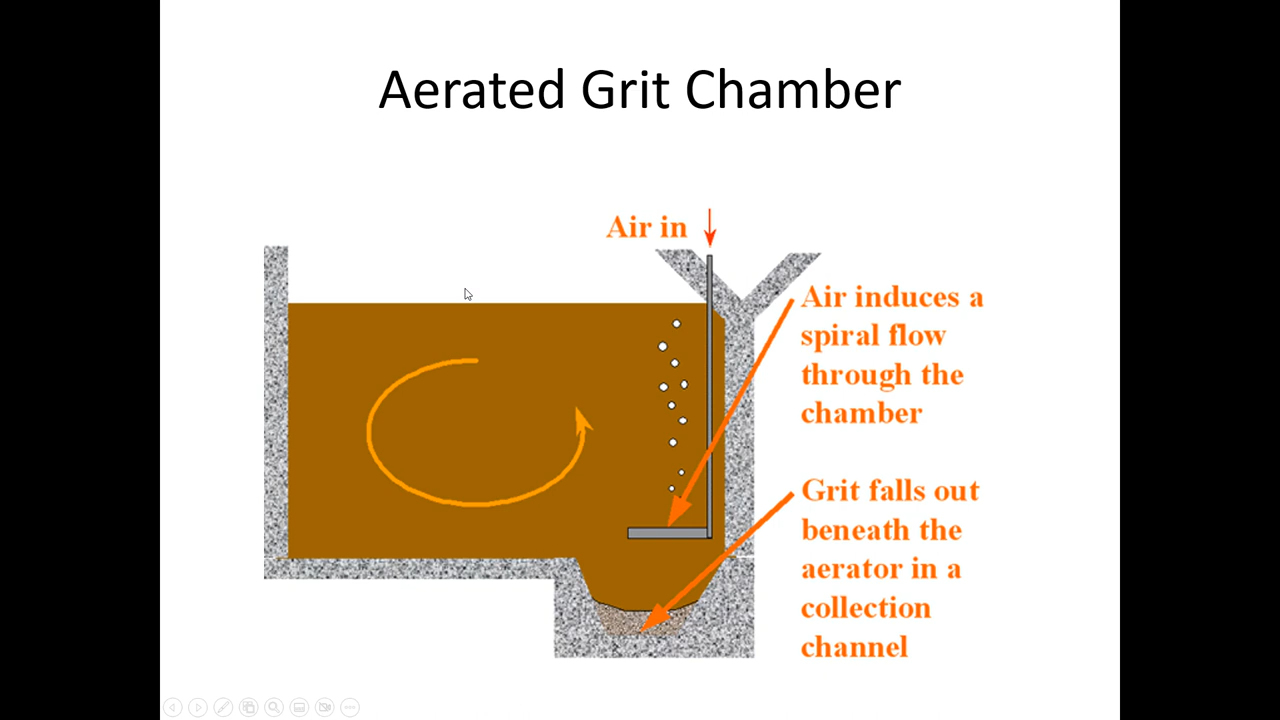 Aerated Grit Chamber
Air in
Air induces a
spiral flow
through the
chamber
Grit falls out
beneath the
aerator in a
collection
channel